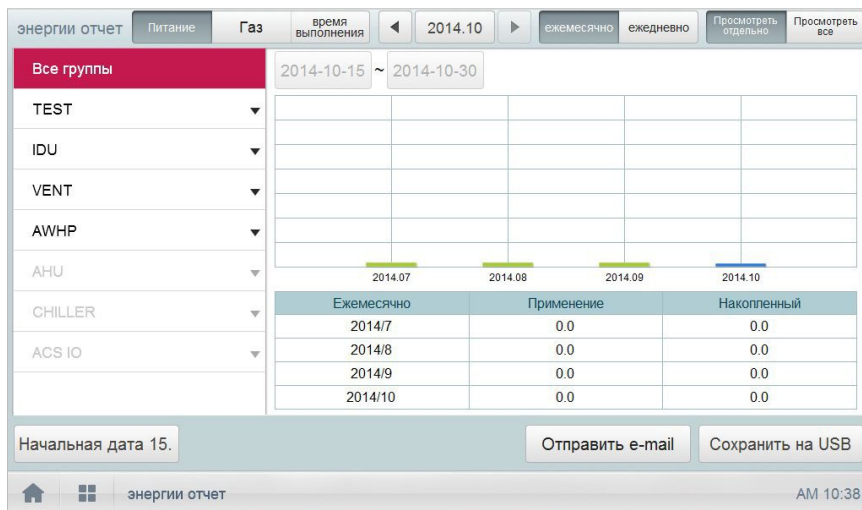 энергии отчет Питание Газ время выполнения 2014.10 ежемесячно ежедневно Просмотреть отдельно Просмотреть все
Все группы
2014-10-15 ~ 2014-10-30
TEST
IDU
VENT
AWHP
AHU
CHILLER
ACS IO
2014.07 2014.08 2014.09 2014.10
Ежемесячно Применение Накопленный
2014/7 0.0 0.0
2014/8 0.0 0.0
2014/9 0.0 0.0
2014/10 0.0 0.0
Начальная дата 15. Отправить e-mail Сохранить на USB
энергии отчет AM 10:38